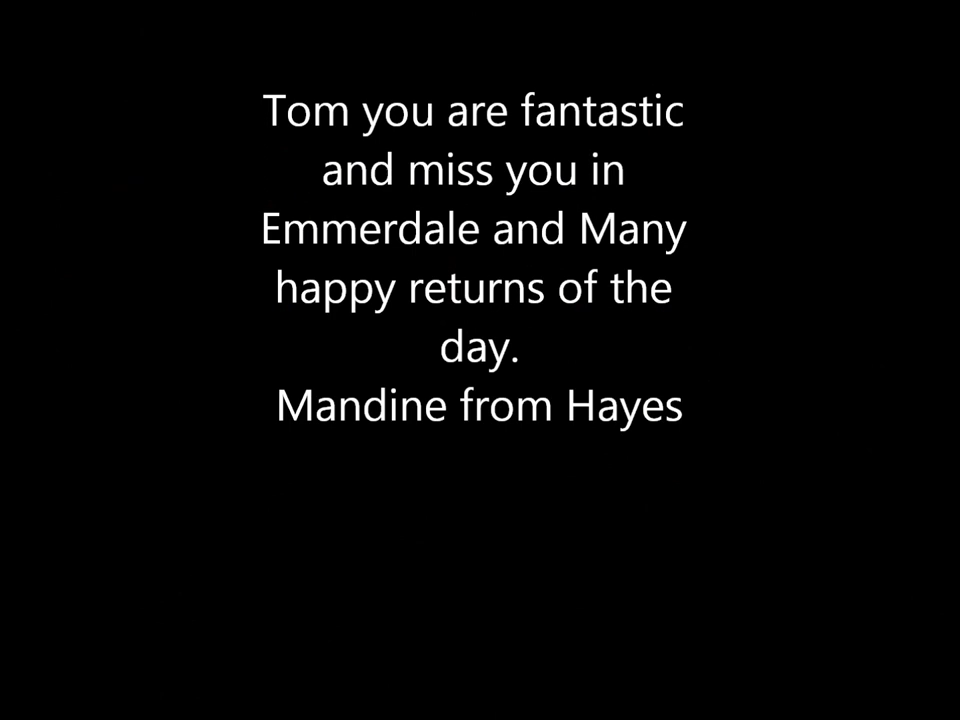 Tom you are fantastic
and miss you in
Emmerdale and Many
happy returns of the
day.
Mandine from Hayes